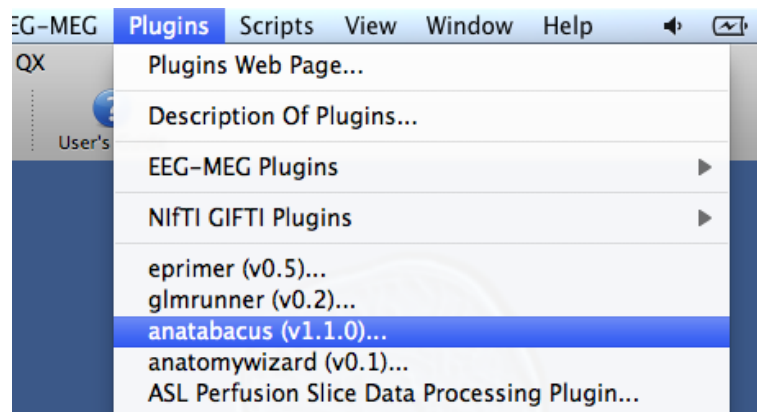 EG-MEG Plugins Scripts View Window Help
QX
User's
Plugins Web Page...
Description Of Plugins...
EEG-MEG Plugins
NIfTI GIFTI Plugins
eprimer (v0.5)...
glmrunner (v0.2)...
anatabacus (v1.1.0)...
anatomywizard (v0.1)...
ASL Perfusion Slice Data Processing Plugin...